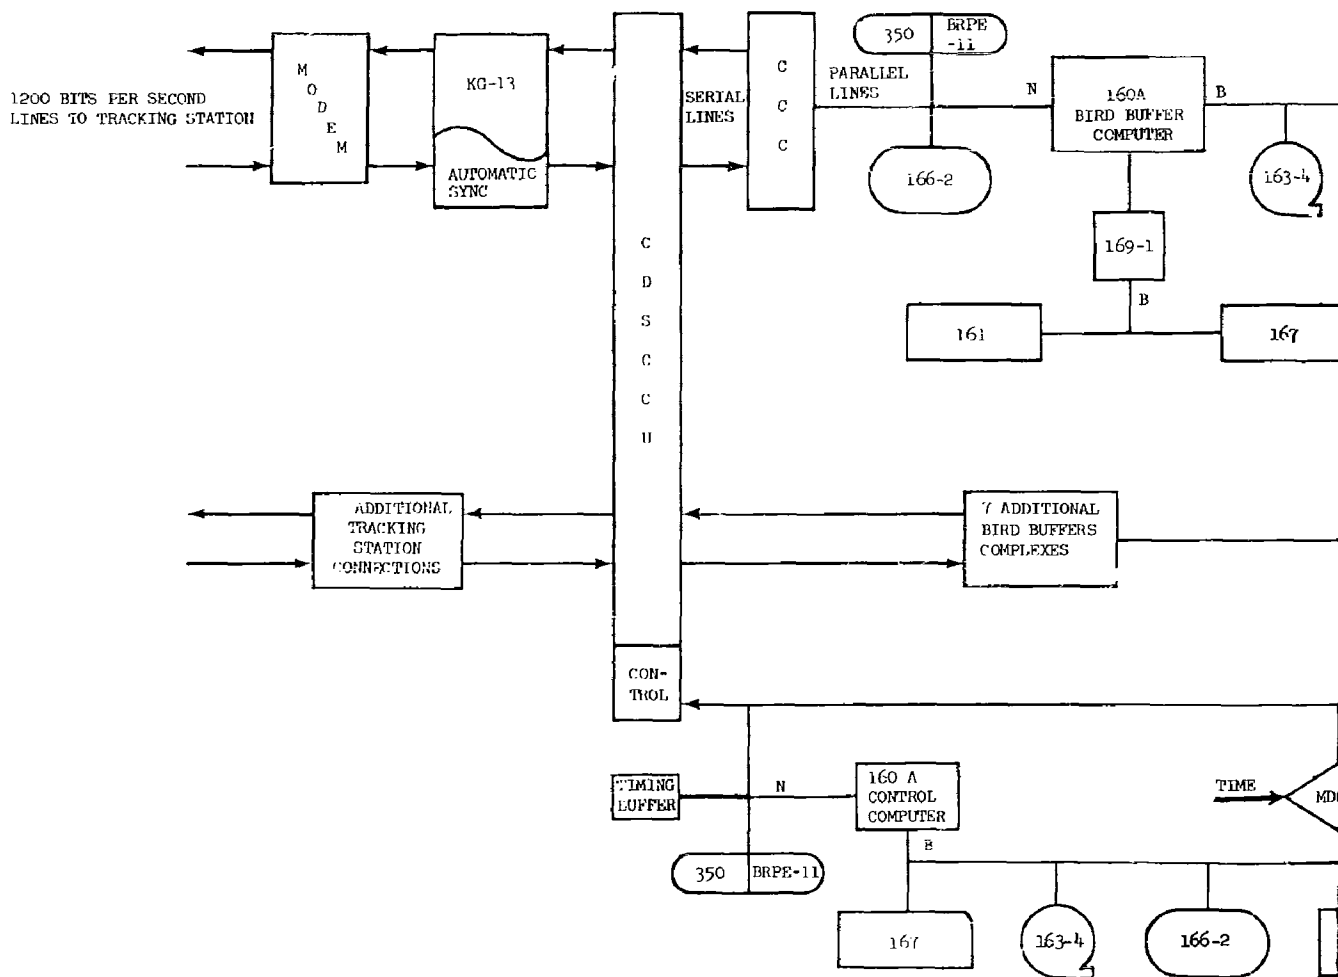 1200 BITS PER SECOND
LINES TO TRACKING STATION
M
O
D
E
M
KG-13
AUTOMATIC
SYNC
C
D
S
C
C
U
CON-
TROL
SERIAL
LINES
C
C
C
PARALLEL
LINES
350
BRPE
-11
166-2
N
160A
BIRD BUFFER
COMPUTER
B
163-4
169-1
B
161
167
ADDITIONAL
TRACKING
STATION
CONNECTIONS
7 ADDITIONAL
BIRD BUFFERS
COMPLEXES
TIMING
BUFFER
N
160 A
CONTROL
COMPUTER
B
TIME
350
BRPE-11
167
163-4
166-2